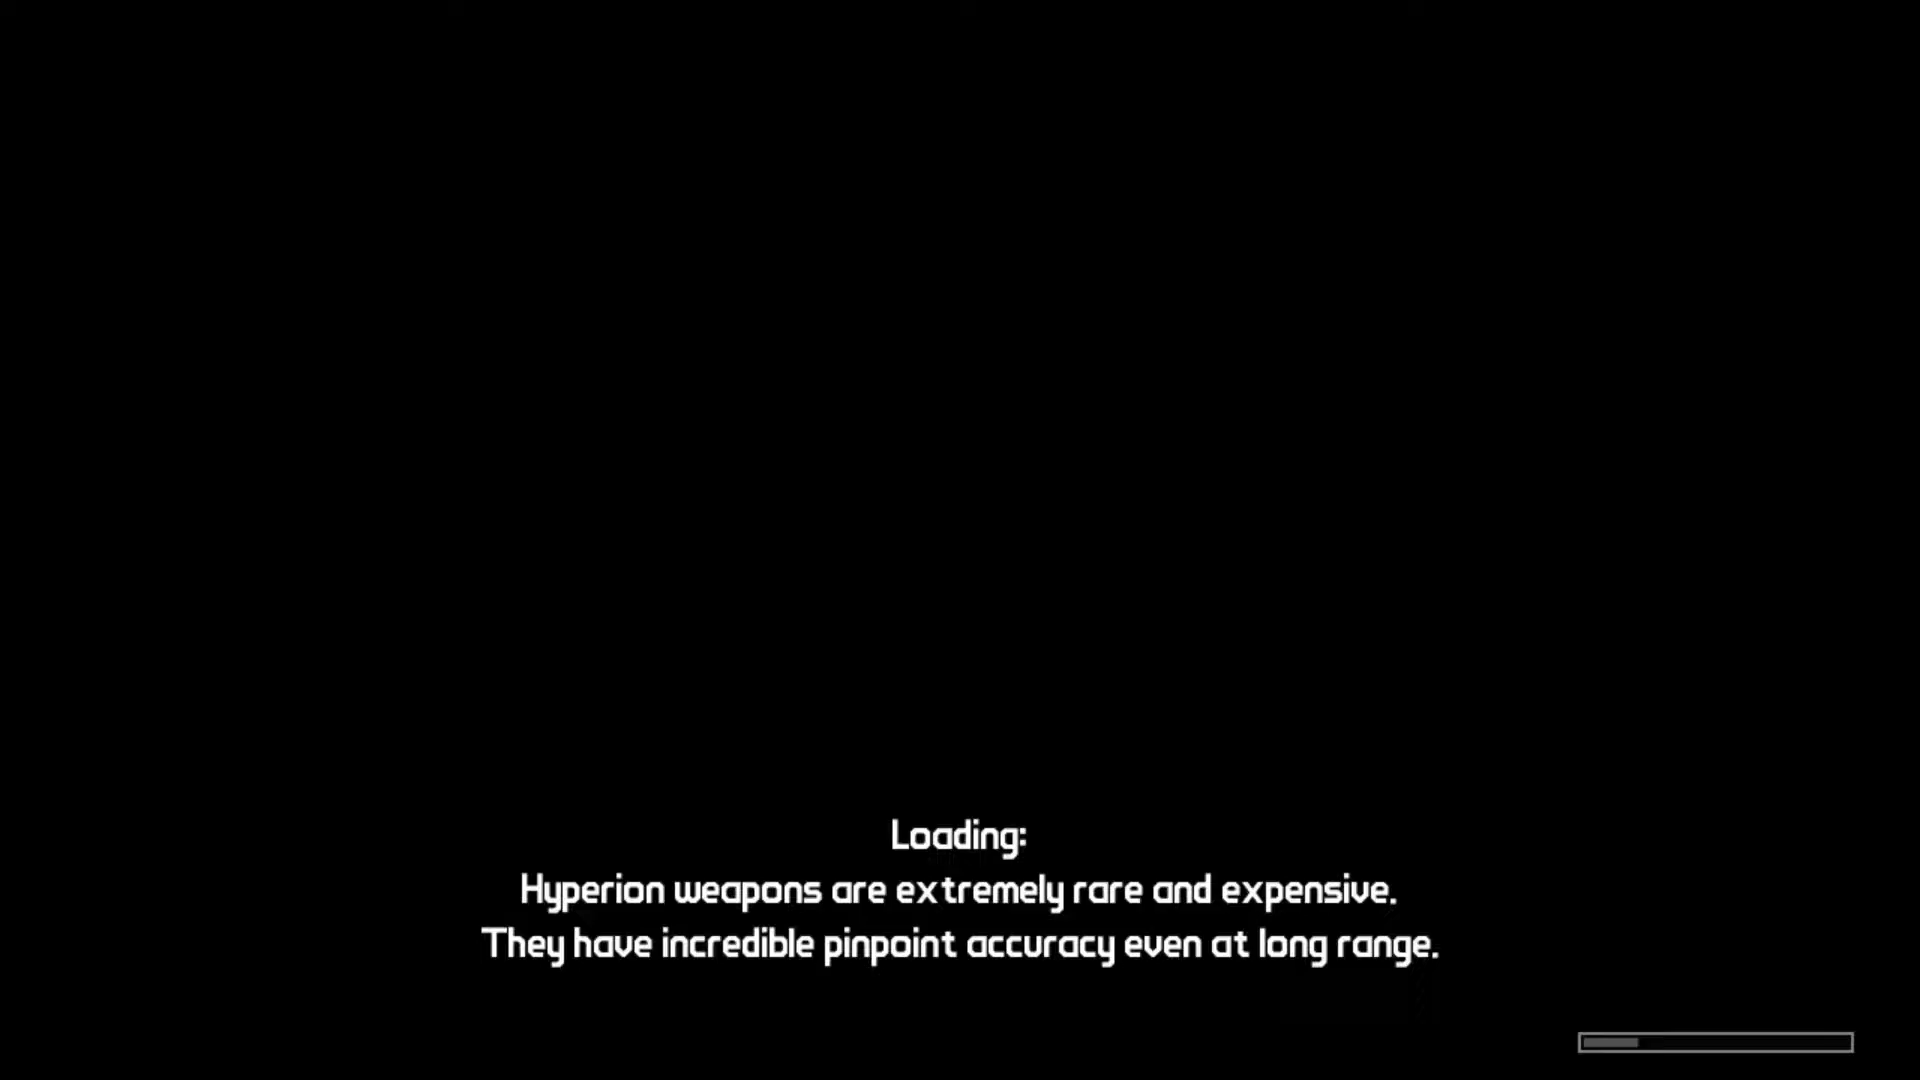 Loading:
Hyperion weapons are extremely rare and expensive.
They have incredible pinpoint accuracy even at long range.